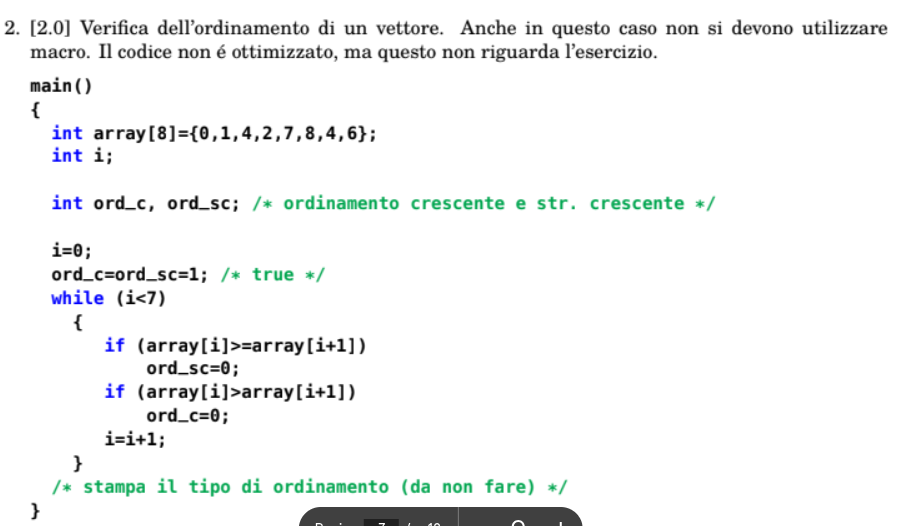 2. [2.0] Verifica dell'ordinamento di un vettore. Anche in questo caso non si devono utilizzare
macro. Il codice non é ottimizzato, ma questo non riguarda l'esercizio.
main()
{
int array[8]={0,1,4,2,7,8,4,6};
int i;
int ord_c, ord_sc; /* ordinamento crescente e str. crescente */
i=0;
ord_c=ord_sc=1; /* true */
while (i<7)
{
if (array[i]>=array[i+1])
ord_sc=0;
if (array[i]>array[i+1])
ord_c=0;
i=i+1;
}
/* stampa il tipo di ordinamento (da non fare) */
}